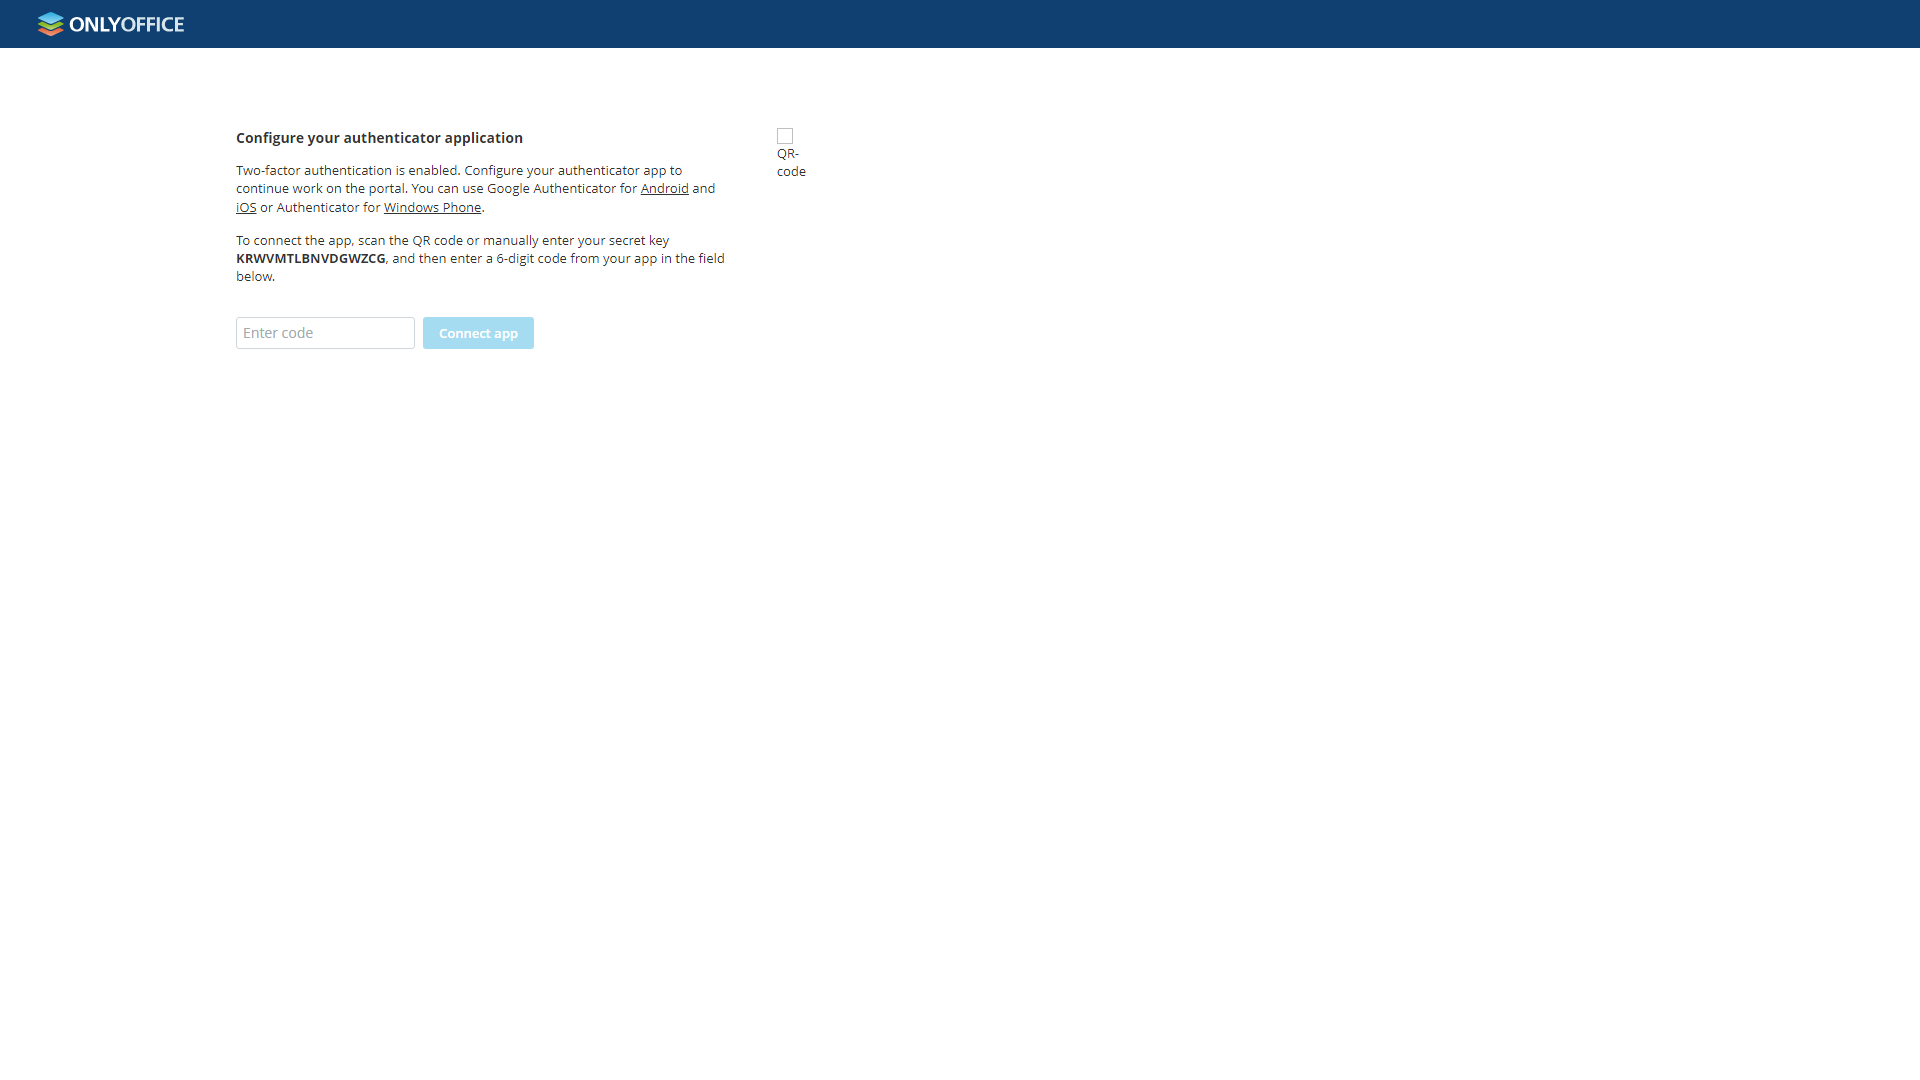 ONLYOFFICE
Configure your authenticator application
Two-factor authentication is enabled. Configure your authenticator app to
continue work on the portal. You can use Google Authenticator for Android and
iOS or Authenticator for Windows Phone.
To connect the app, scan the QR code or manually enter your secret key
KRWVMTLBNVDGWZCG, and then enter a 6-digit code from your app in the field
below.
Enter code
Connect app
QR-
code